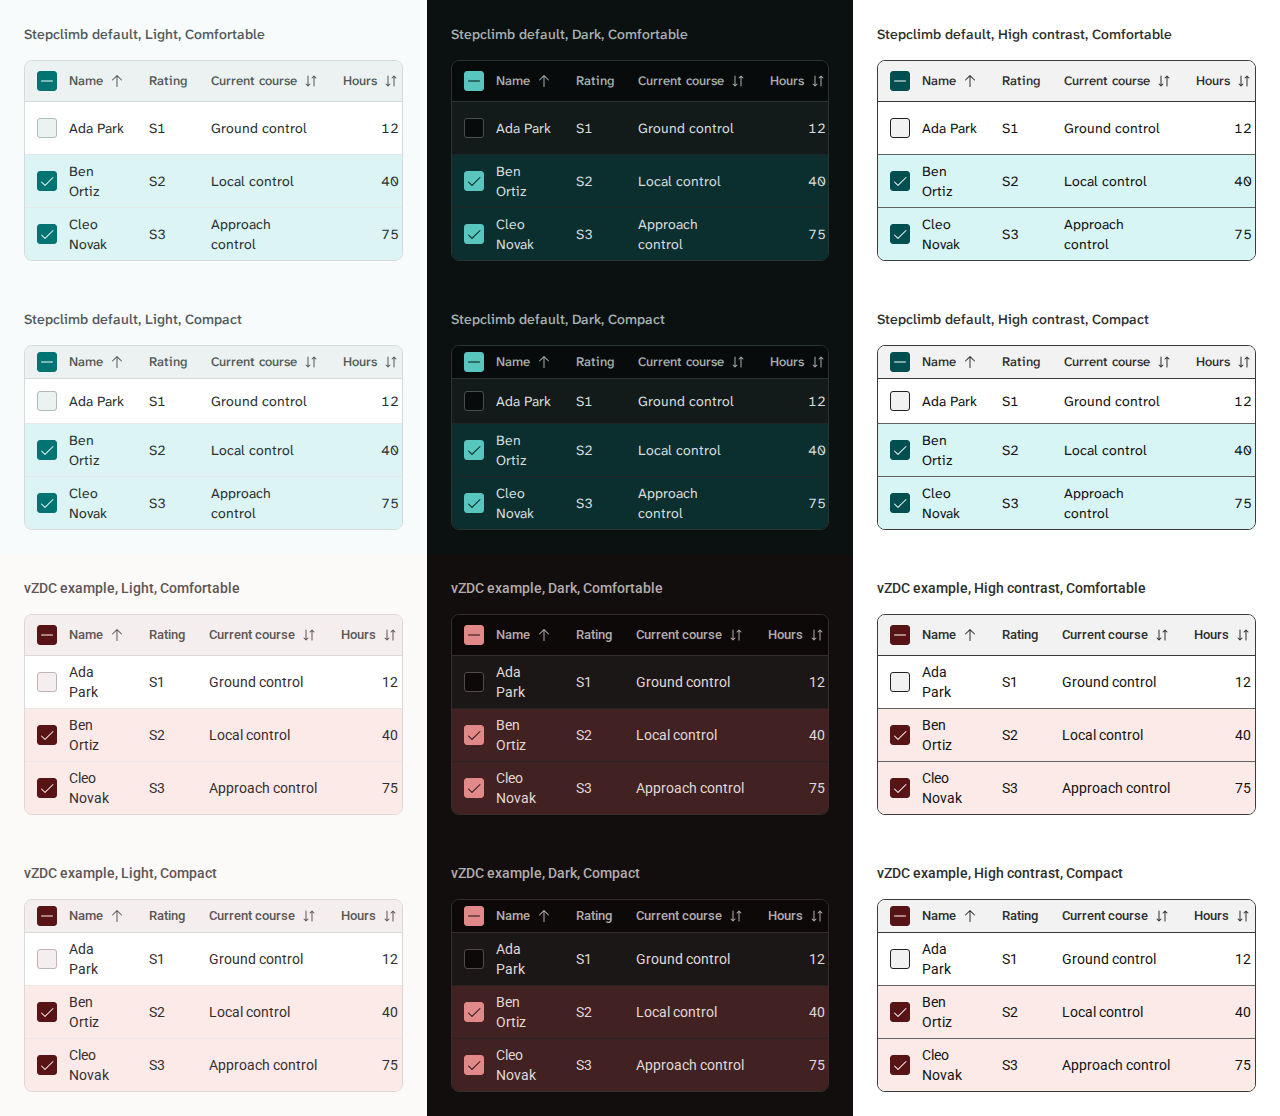 Stepclimb default, Light, Comfortable
Name Rating Current course Hours
Ada Park S1 Ground control 12
Ben Ortiz S2 Local control 40
Cleo Novak S3 Approach control 75
Stepclimb default, Dark, Comfortable
Name Rating Current course Hours
Ada Park S1 Ground control 12
Ben Ortiz S2 Local control 40
Cleo Novak S3 Approach control 75
Stepclimb default, High contrast, Comfortable
Name Rating Current course Hours
Ada Park S1 Ground control 12
Ben Ortiz S2 Local control 40
Cleo Novak S3 Approach control 75
Stepclimb default, Light, Compact
Name Rating Current course Hours
Ada Park S1 Ground control 12
Ben Ortiz S2 Local control 40
Cleo Novak S3 Approach control 75
Stepclimb default, Dark, Compact
Name Rating Current course Hours
Ada Park S1 Ground control 12
Ben Ortiz S2 Local control 40
Cleo Novak S3 Approach control 75
Stepclimb default, High contrast, Compact
Name Rating Current course Hours
Ada Park S1 Ground control 12
Ben Ortiz S2 Local control 40
Cleo Novak S3 Approach control 75
vZDC example, Light, Comfortable
Name Rating Current course Hours
Ada Park S1 Ground control 12
Ben Ortiz S2 Local control 40
Cleo Novak S3 Approach control 75
vZDC example, Dark, Comfortable
Name Rating Current course Hours
Ada Park S1 Ground control 12
Ben Ortiz S2 Local control 40
Cleo Novak S3 Approach control 75
vZDC example, High contrast, Comfortable
Name Rating Current course Hours
Ada Park S1 Ground control 12
Ben Ortiz S2 Local control 40
Cleo Novak S3 Approach control 75
vZDC example, Light, Compact
Name Rating Current course Hours
Ada Park S1 Ground control 12
Ben Ortiz S2 Local control 40
Cleo Novak S3 Approach control 75
vZDC example, Dark, Compact
Name Rating Current course Hours
Ada Park S1 Ground control 12
Ben Ortiz S2 Local control 40
Cleo Novak S3 Approach control 75
vZDC example, High contrast, Compact
Name Rating Current course Hours
Ada Park S1 Ground control 12
Ben Ortiz S2 Local control 40
Cleo Novak S3 Approach control 75